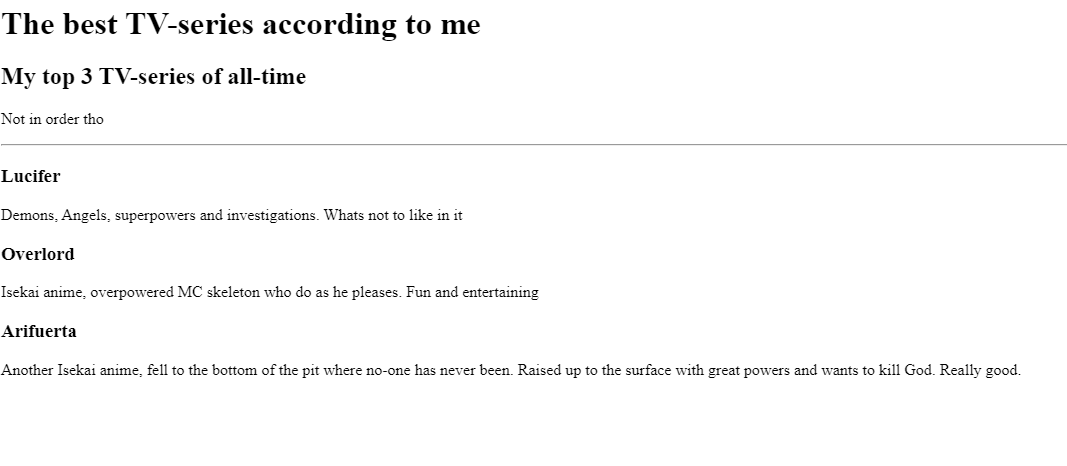 The best TV-series according to me
My top 3 TV-series of all-time
Not in order tho
Lucifer
Demons, Angels, superpowers and investigations. Whats not to like in it
Overlord
Isekai anime, overpowered MC skeleton who do as he pleases. Fun and entertaining
Arifuerta
Another Isekai anime, fell to the bottom of the pit where no-one has never been. Raised up to the surface with great powers and wants to kill God. Really good.